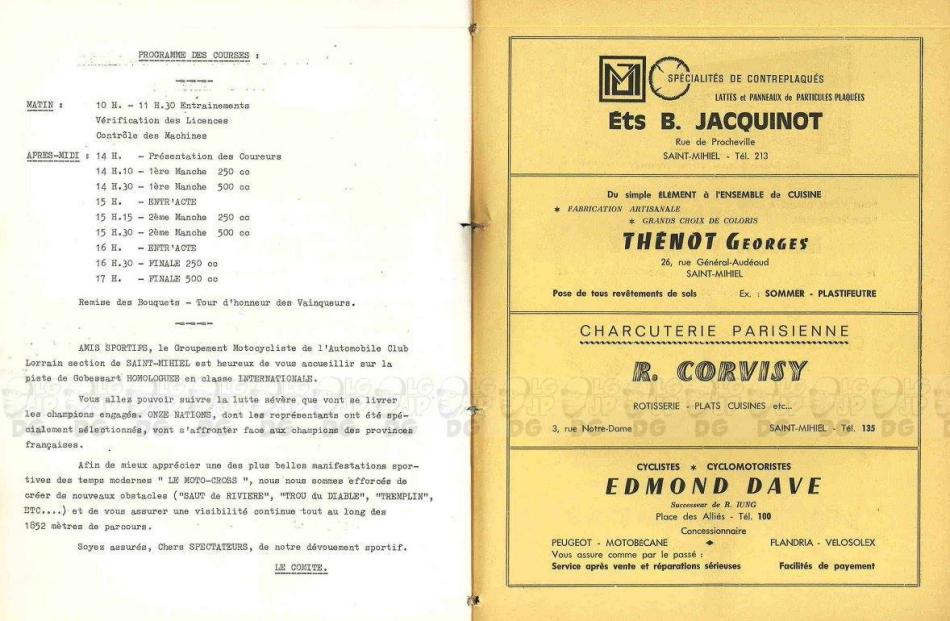 PROGRAMME DES COURSES :
MATIN : 10 H. - 11 H.30 Entrainements
Vérification des Licences
Contrôle des Machines
APRES-MIDI : 14 H. - Présentation des Coureurs
14 H.10 - 1ère Manche 250 cc
14 H.30 - 1ère Manche 500 cc
15 H. - ENTR'ACTE
15 H.15 - 2ème Manche 250 cc
15 H.30 - 2ème Manche 500 cc
16 H. - ENTR'ACTE
16 H.30 - FINALE 250 cc
17 H. - FINALE 500 cc
Remise des Bouquets - Tour d'honneur des Vainqueurs.
AMIS SPORTIFS, le Groupement Motocycliste de l'Automobile Club
Lorrain section de SAINT-MIHIEL est heureux de vous accueillir sur la
piste de Gobessart HOMOLOGUEE en classe INTERNATIONALE.
Vous allez pouvoir suivre la lutte sévère que vont se livrer
les champions engagés. ONZE NATIONS, dont les représentants ont été spé-
cialement sélectionnés, vont s'affronter face aux champions des provinces
françaises.
Afin de mieux apprécier une des plus belles manifestations spor-
tives des temps modernes " LE MOTO-CROSS ", nous nous sommes efforcés de
créer de nouveaux obstacles ("SAUT de RIVIERE", "TROU du DIABLE", "TREMPLIN",
ETC....) et de vous assurer une visibilité continue tout au long des
1852 mètres de parcours.
Soyez assurés, Chers SPECTATEURS, de notre dévouement sportif.
LE COMITE.
SPÉCIALITÉS DE CONTREPLAQUÉS
LATTES et PANNEAUX de PARTICULES PLAQUÉES
Éts B. JACQUINOT
Rue de Procheville
SAINT-MIHIEL - Tél. 213
Du simple ÉLÉMENT à l'ENSEMBLE de CUISINE
* FABRICATION ARTISANALE
* GRANDS CHOIX DE COLORIS
THÉNOT GEORGES
26, rue Général-Audéoud
SAINT-MIHIEL
Pose de tous revêtements de sols Ex. : SOMMER - PLASTIFEUTRE
CHARCUTERIE PARISIENNE
R. CORVISY
ROTISSERIE - PLATS CUISINES etc...
3, rue Notre-Dame SAINT-MIHIEL - Tél. 135
CYCLISTES * CYCLOMOTORISTES
EDMOND DAVE
Successeur de R. IUNG
Place des Alliés - Tél. 100
Concessionnaire
PEUGEOT - MOTOBECANE ◆ FLANDRIA - VELOSOLEX
Vous assure comme par le passé :
Service après vente et réparations sérieuses Facilités de payement